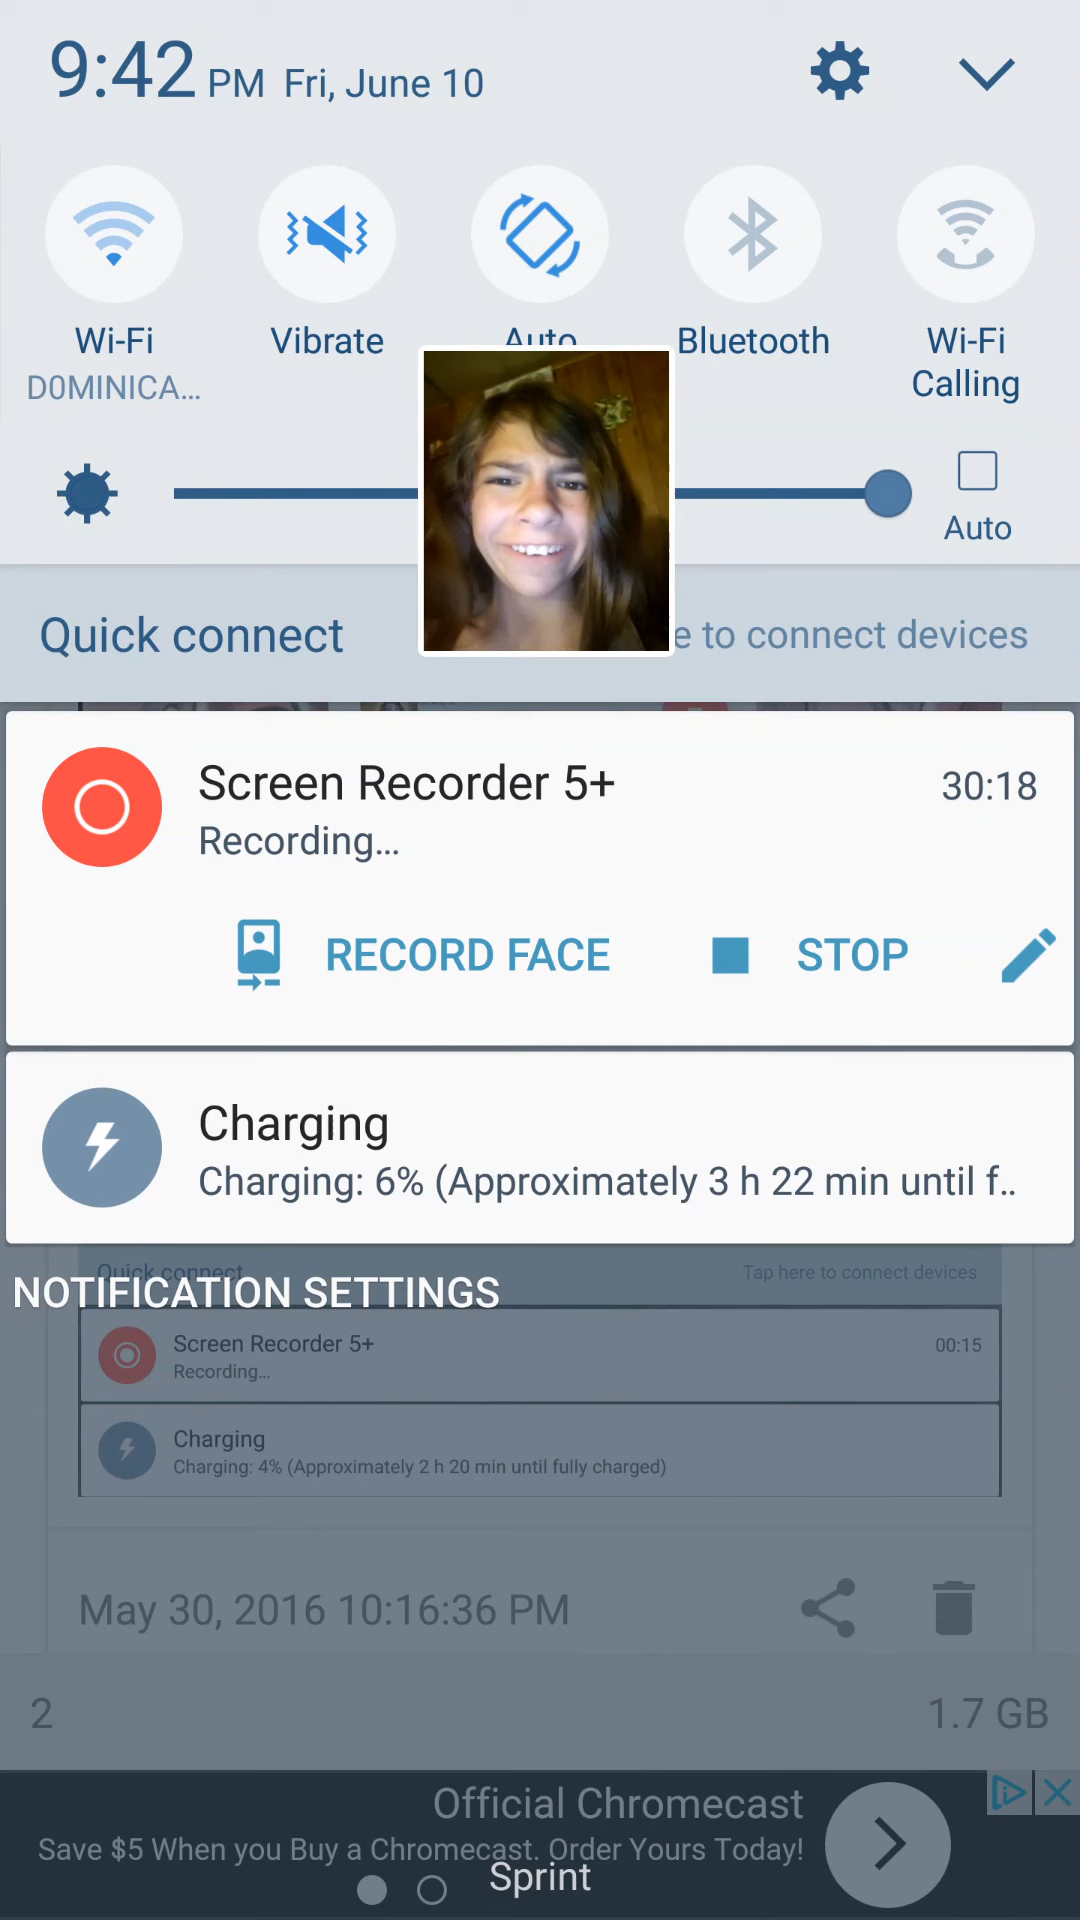 9:42 PM Fri, June 10
Wi-Fi
D0MINICA...
Vibrate
Auto
Bluetooth
Wi-Fi
Calling
Auto
Quick connect
e to connect devices
Screen Recorder 5+
30:18
Recording...
RECORD FACE
STOP
Charging
Charging: 6% (Approximately 3 h 22 min until f..
Quick connect
Tap here to connect devices
NOTIFICATION SETTINGS
Screen Recorder 5+
00:15
Recording...
Charging
Charging: 4% (Approximately 2 h 20 min until fully charged)
May 30, 2016 10:16:36 PM
2
1.7 GB
Official Chromecast
Save $5 When you Buy a Chromecast. Order Yours Today!
Sprint